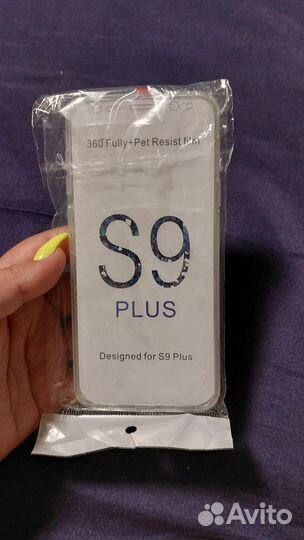 360°Fully+Pet Resist film
S9
PLUS
Designed for S9 Plus
Avito